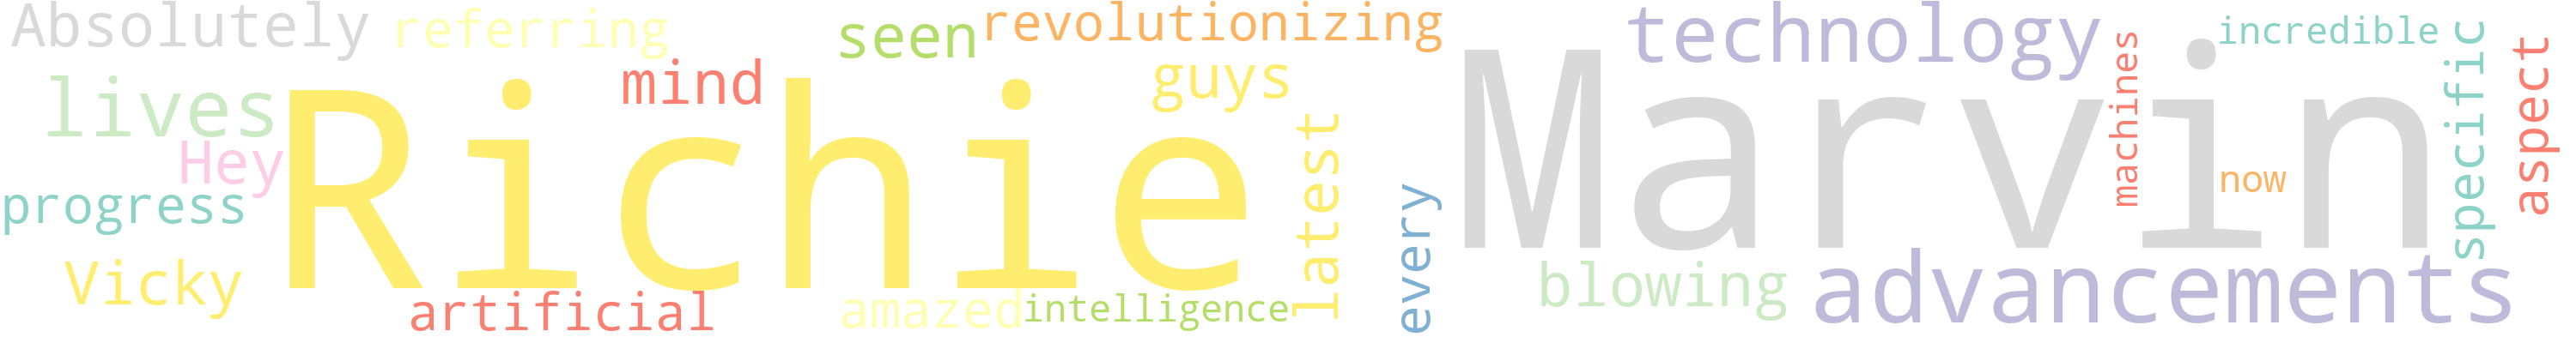 Absolutely
referring
seen
revolutionizing
technology
incredible
lives
mind
guys
Richie
Marvin
machines
specific
aspect
Hey
latest
now
progress
every
Vicky
artificial
amazed
intelligence
blowing
advancements